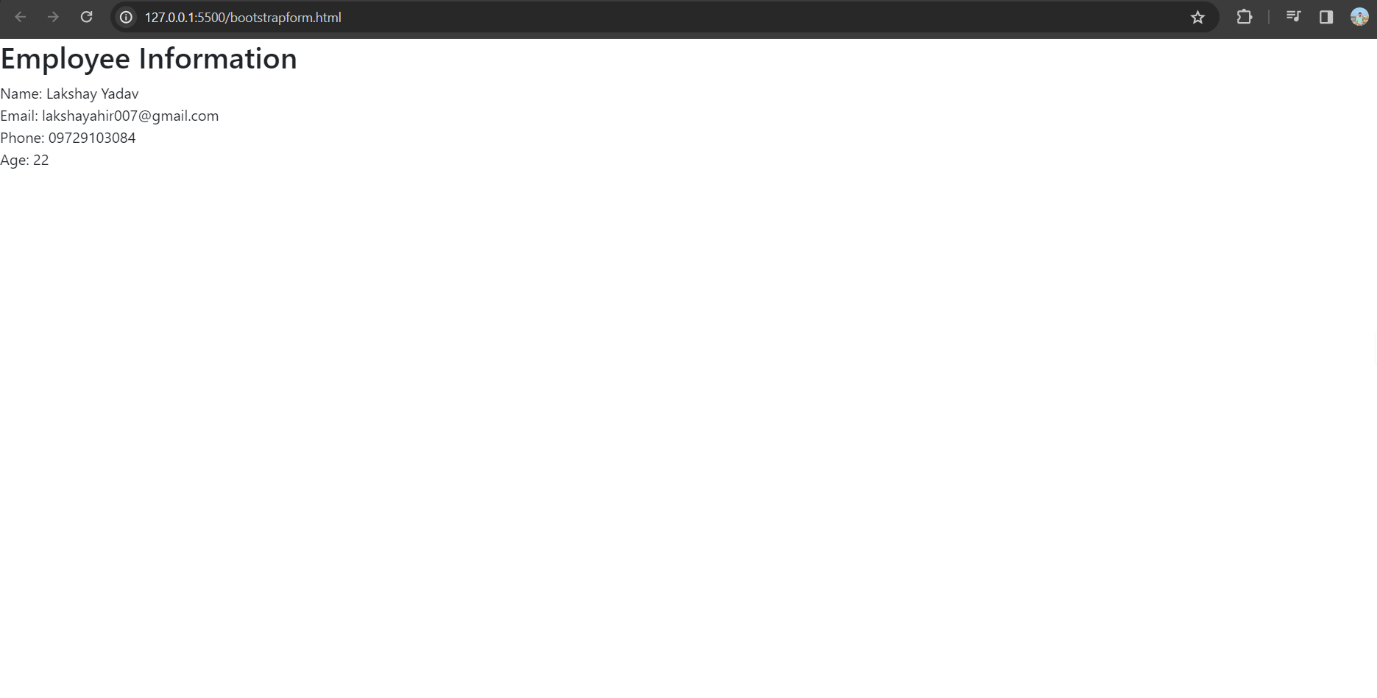 127.0.0.1:5500/bootstrapform.html
Employee Information
Name: Lakshay Yadav
Email: lakshayahir007@gmail.com
Phone: 09729103084
Age: 22